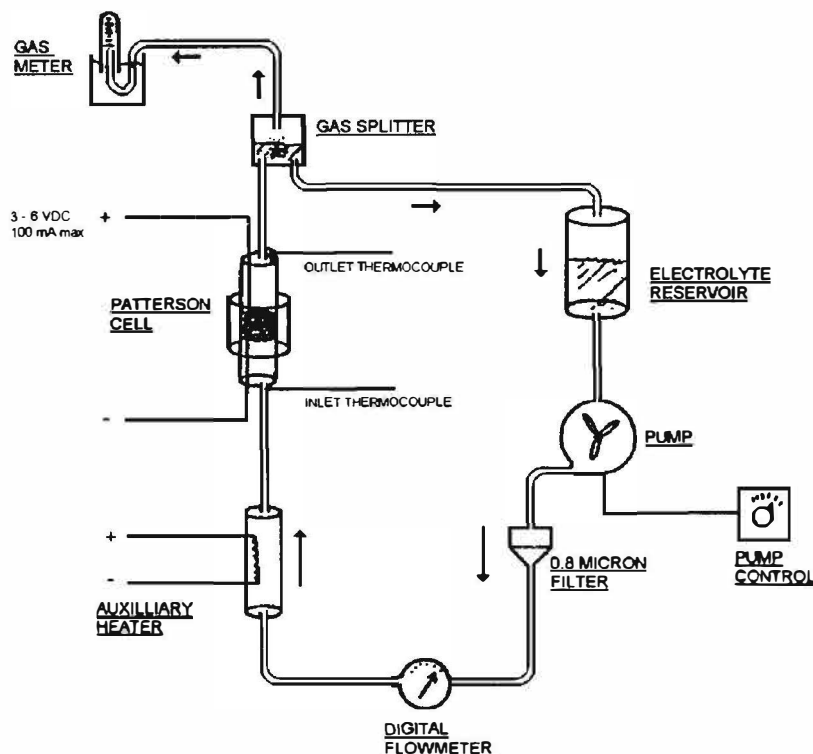 GAS
METER
GAS SPLITTER
3 - 6 VDC
100 mA max
+
OUTLET THERMOCOUPLE
PATTERSON
CELL
ELECTROLYTE
RESERVOIR
-
INLET THERMOCOUPLE
PUMP
+
-
0.8 MICRON
FILTER
PUMP
CONTROL
AUXILLIARY
HEATER
DIGITAL
FLOWMETER